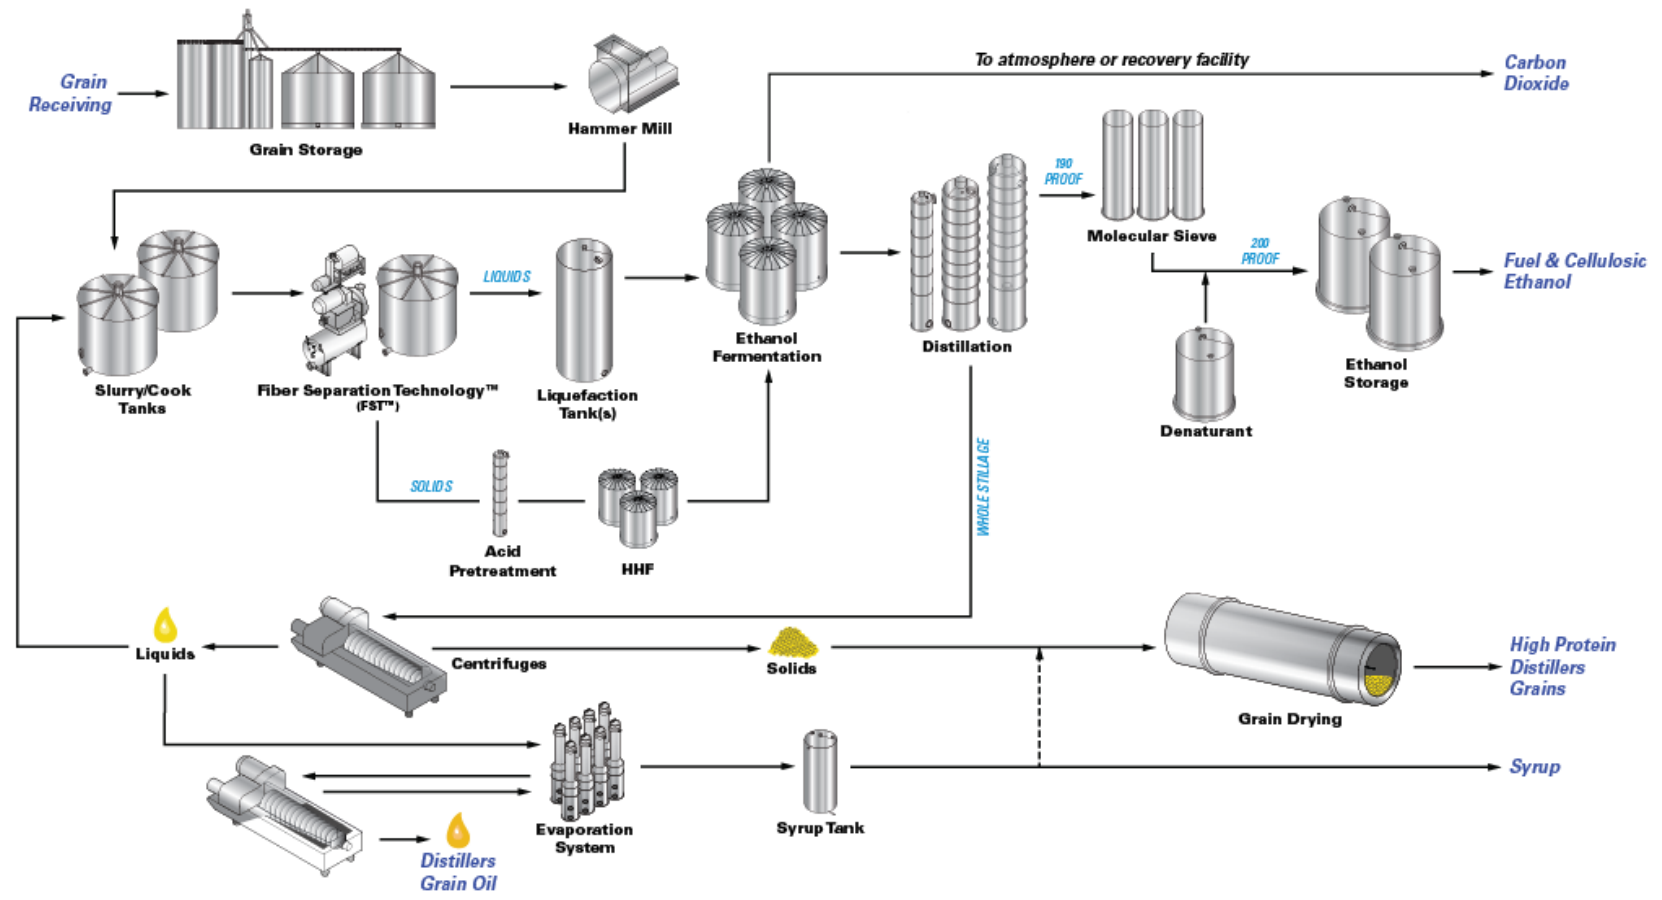 Grain
Receiving
Grain Storage
Hammer Mill
To atmosphere or recovery facility
Carbon
Dioxide
190
PROOF
Molecular Sieve
200
PROOF
Fuel & Cellulosic
Ethanol
Slurry/Cook
Tanks
Fiber Separation Technology™
(FST™)
LIQUIDS
Liquefaction
Tank(s)
Ethanol
Fermentation
Distillation
Denaturant
Ethanol
Storage
SOLIDS
Acid
Pretreatment
HHF
WHOLE STILLAGE
Liquids
Centrifuges
Solids
Grain Drying
High Protein
Distillers
Grains
Evaporation
System
Syrup Tank
Syrup
Distillers
Grain Oil